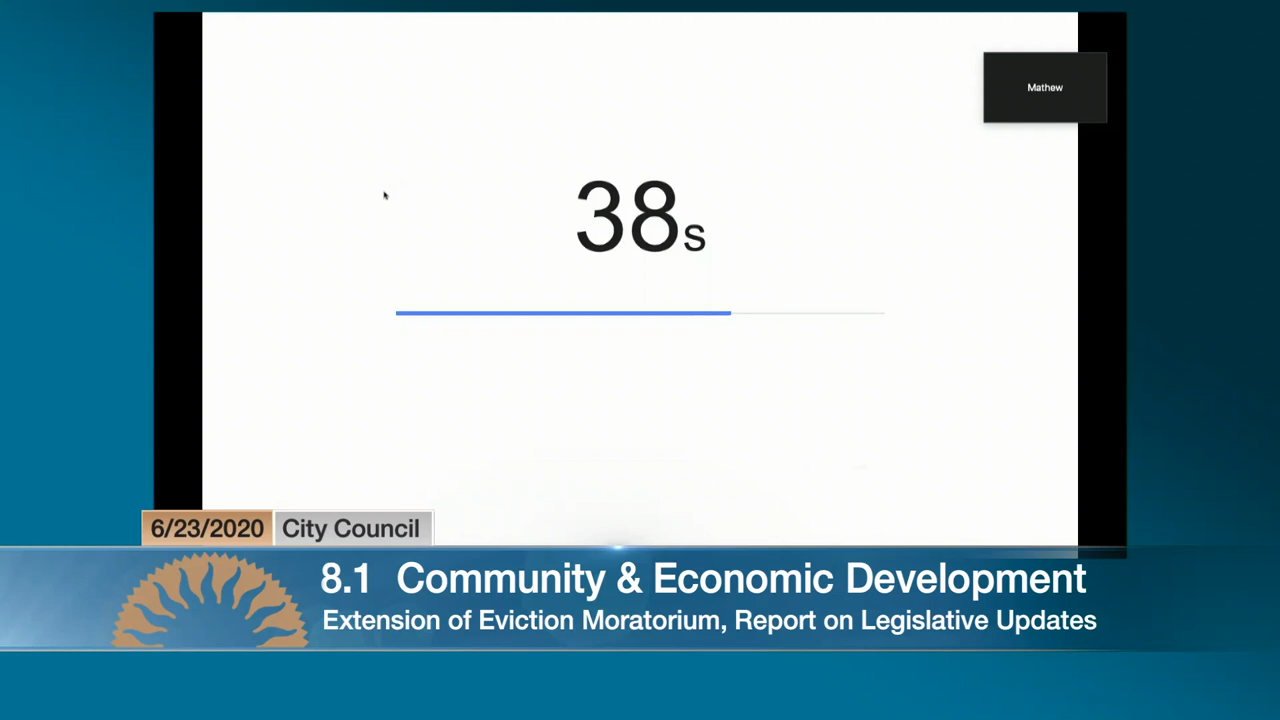 Mathew
38s
6/23/2020 City Council
8.1 Community & Economic Development
Extension of Eviction Moratorium, Report on Legislative Updates